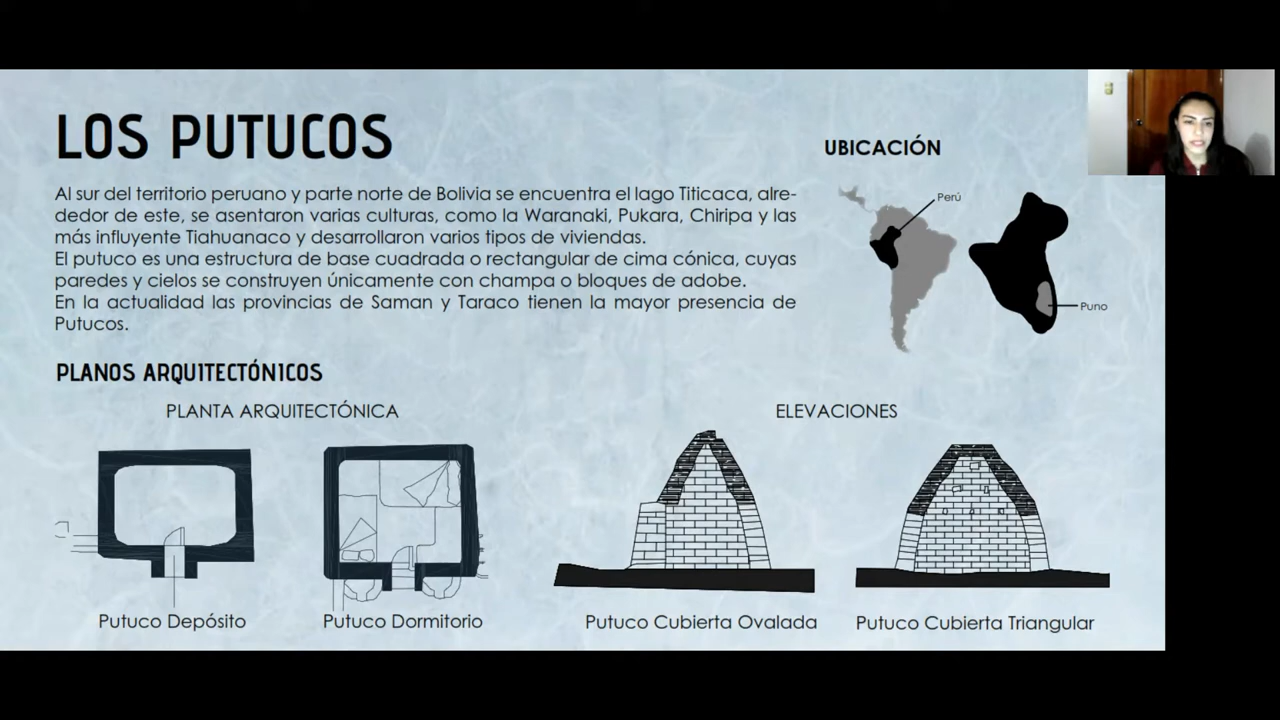 LOS PUTUCOS
Al sur del territorio peruano y parte norte de Bolivia se encuentra el lago Titicaca, alre-
dedor de este, se asentaron varias culturas, como la Waranaki, Pukara, Chiripa y las
más influyente Tiahuanaco y desarrollaron varios tipos de viviendas.
El putuco es una estructura de base cuadrada o rectangular de cima cónica, cuyas
paredes y cielos se construyen únicamente con champa o bloques de adobe.
En la actualidad las provincias de Saman y Taraco tienen la mayor presencia de
Putucos.
UBICACIÓN
Perú
Puno
PLANOS ARQUITECTÓNICOS
PLANTA ARQUITECTÓNICA
ELEVACIONES
Putuco Depósito
Putuco Dormitorio
Putuco Cubierta Ovalada
Putuco Cubierta Triangular